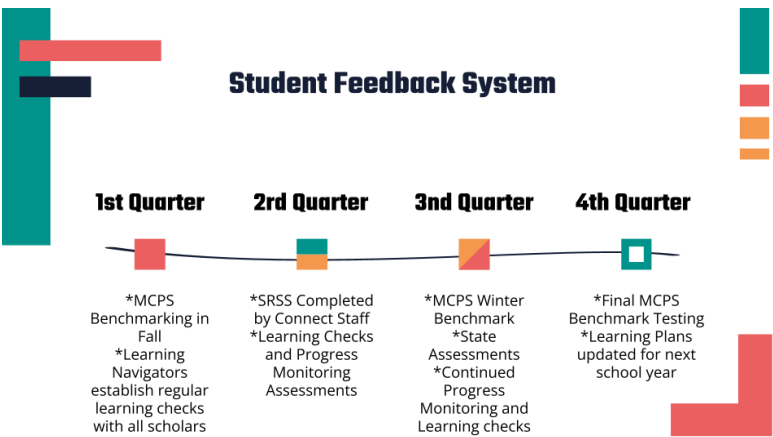 Student Feedback System
1st Quarter
*MCPS
Benchmarking in
Fall
*Learning
Navigators
establish regular
learning checks
with all scholars
2rd Quarter
*SRSS Completed
by Connect Staff
*Learning Checks
and Progress
Monitoring
Assessments
3nd Quarter
*MCPS Winter
Benchmark
*State
Assessments
*Continued
Progress
Monitoring and
Learning checks
4th Quarter
*Final MCPS
Benchmark Testing
*Learning Plans
updated for next
school year